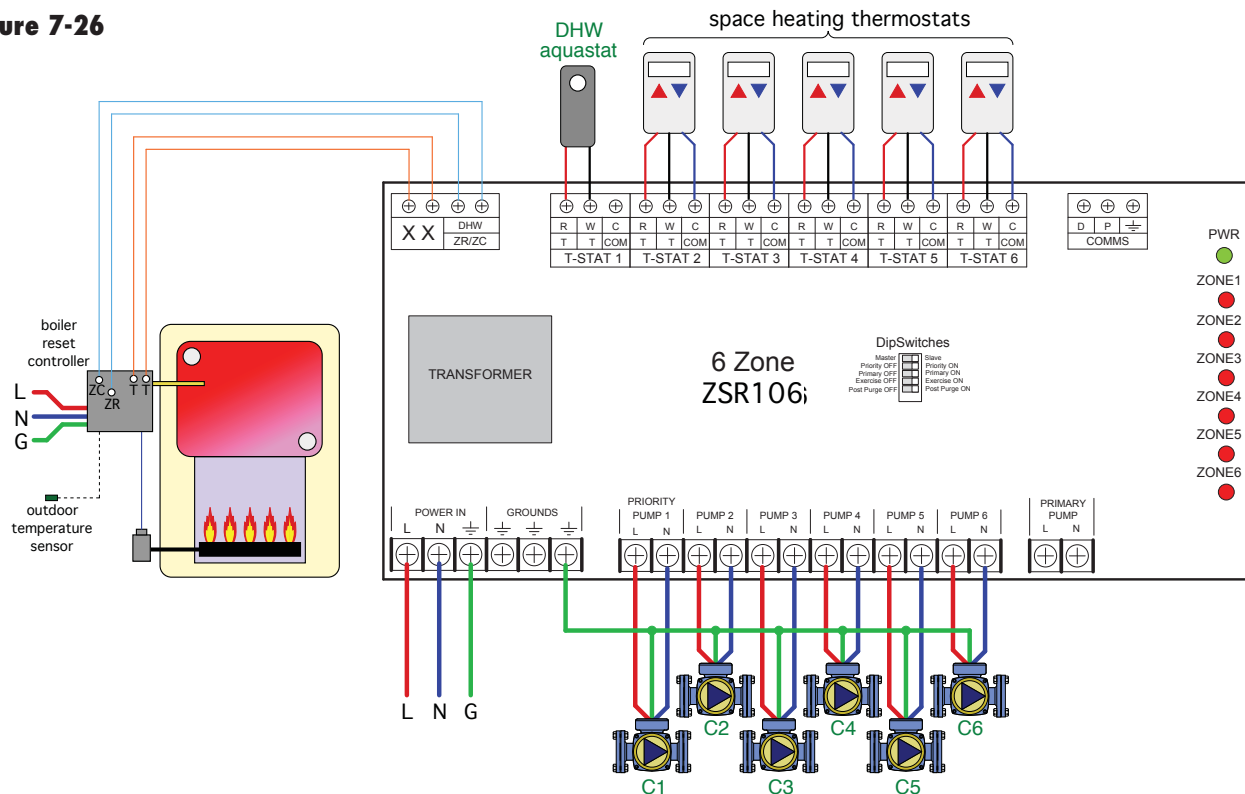 ure 7-26
space heating thermostats
DHW
aquastat
X X
DHW
ZR/ZC
R W C
T T COM
T-STAT 1
R W C
T T COM
T-STAT 2
R W C
T T COM
T-STAT 3
R W C
T T COM
T-STAT 4
R W C
T T COM
T-STAT 5
R W C
T T COM
T-STAT 6
D P
COMMS
PWR
ZONE1
ZONE2
ZONE3
ZONE4
ZONE5
ZONE6
boiler
reset
controller
ZC
ZR
T T
L
N
G
outdoor
temperature
sensor
TRANSFORMER
6 Zone
ZSR106
DipSwitches
Master Slave
Priority OFF Priority ON
Primary OFF Primary ON
Exercise OFF Exercise ON
Post Purge OFF Post Purge ON
POWER IN
L N
GROUNDS
PRIORITY
PUMP 1
L N
PUMP 2
L N
PUMP 3
L N
PUMP 4
L N
PUMP 5
L N
PUMP 6
L N
PRIMARY
PUMP
L N
L N G
C1
C2
C3
C4
C5
C6